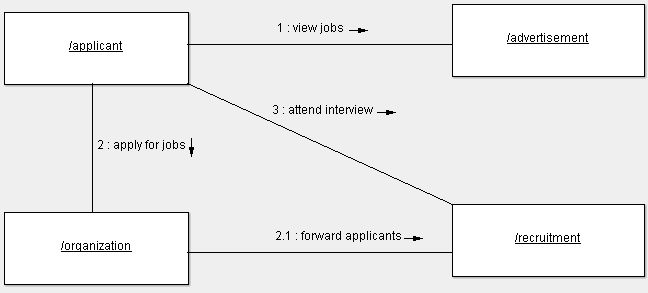 1 : view jobs
/applicant
/advertisement
3 : attend interview
2 : apply for jobs
2.1 : forward applicants
/organization
/recruitment